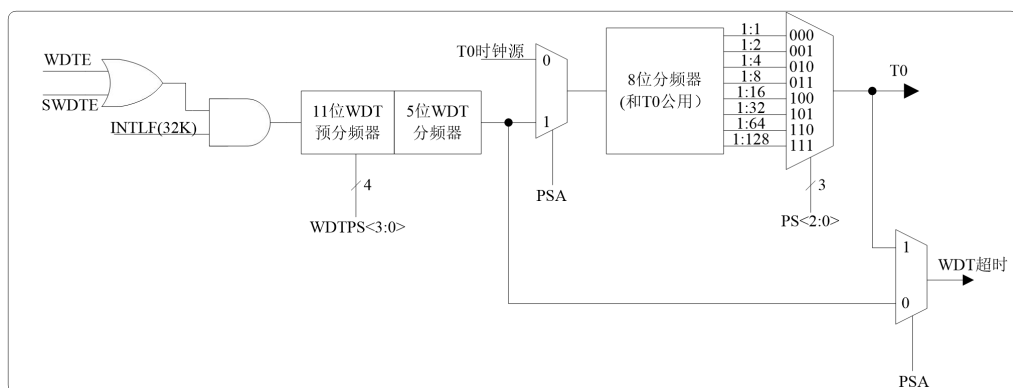 WDTE
SWDTE
INTLF(32K)
11位WDT
预分频器
5位WDT
分频器
4
WDTPS<3:0>
T0时钟源
0
1
PSA
8位分频器
(和T0公用)
1:1
1:2
1:4
1:8
1:16
1:32
1:64
1:128
000
001
010
011
100
101
110
111
3
PS<2:0>
T0
1
0
WDT超时
PSA